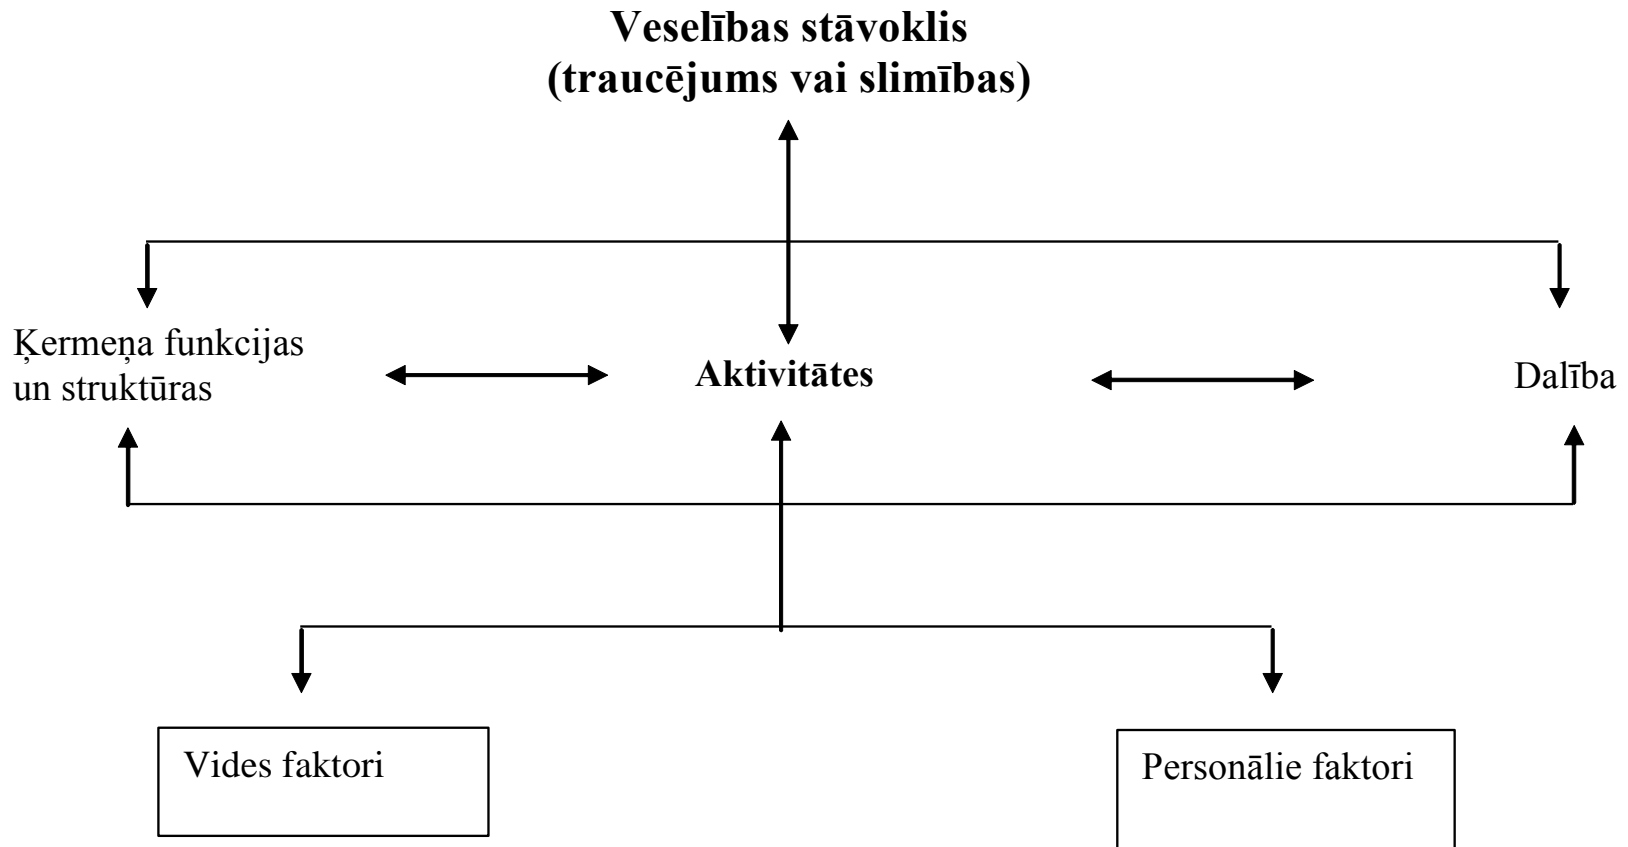 Veselības stāvoklis
(traucējums vai slimības)
Ķermeņa funkcijas
un struktūras
Aktivitātes
Dalība
Vides faktori
Personālie faktori